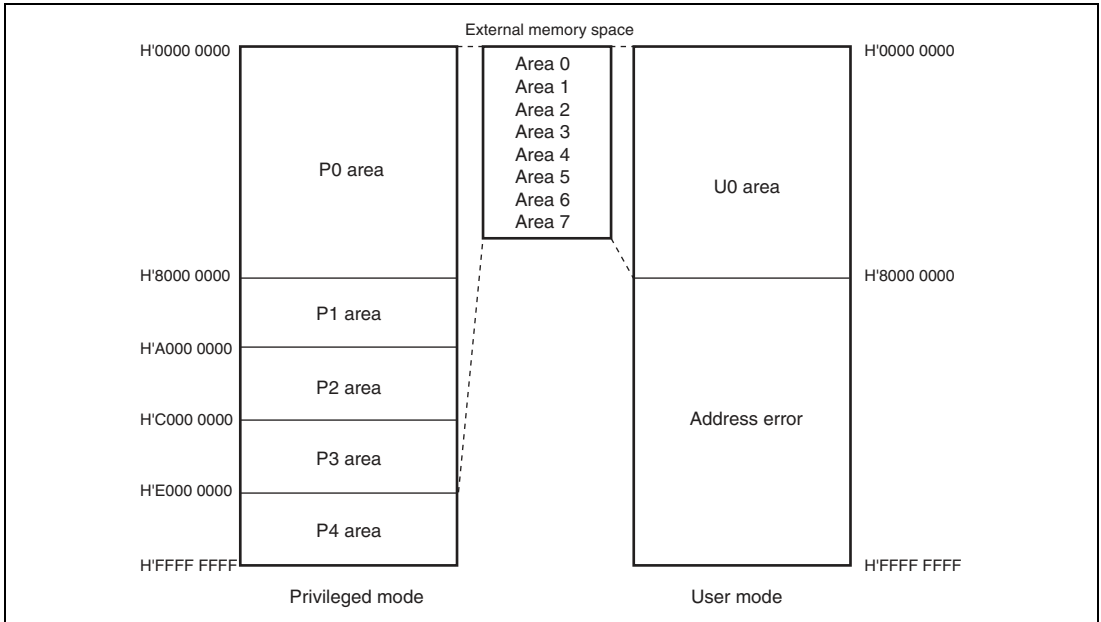 External memory space
H'0000 0000
H'0000 0000
Area 0
Area 1
Area 2
Area 3
Area 4
Area 5
Area 6
Area 7
P0 area
U0 area
H'8000 0000
H'8000 0000
P1 area
H'A000 0000
P2 area
H'C000 0000
Address error
P3 area
H'E000 0000
P4 area
H'FFFF FFFF
H'FFFF FFFF
Privileged mode
User mode